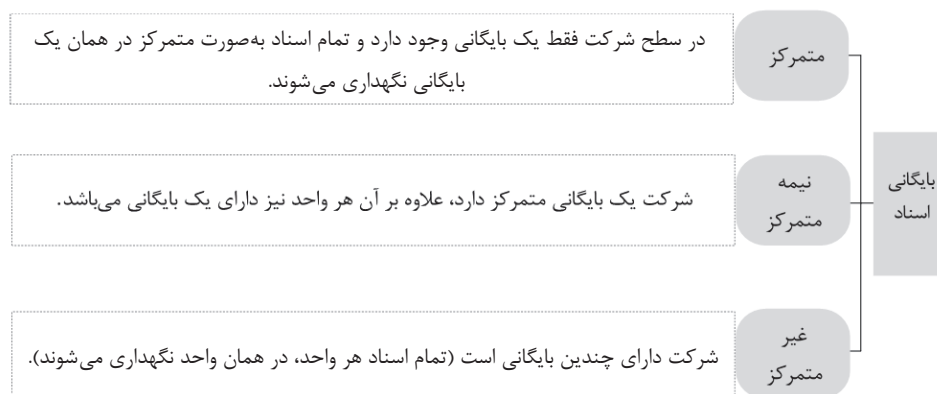 بایگانی
اسناد
متمرکز
در سطح شرکت فقط یک بایگانی وجود دارد و تمام اسناد به‌صورت متمرکز در همان یک
بایگانی نگهداری می‌شوند.
نیمه
متمرکز
شرکت یک بایگانی متمرکز دارد، علاوه بر آن هر واحد نیز دارای یک بایگانی می‌باشد.
غیر
متمرکز
شرکت دارای چندین بایگانی است (تمام اسناد هر واحد، در همان واحد نگهداری می‌شوند).